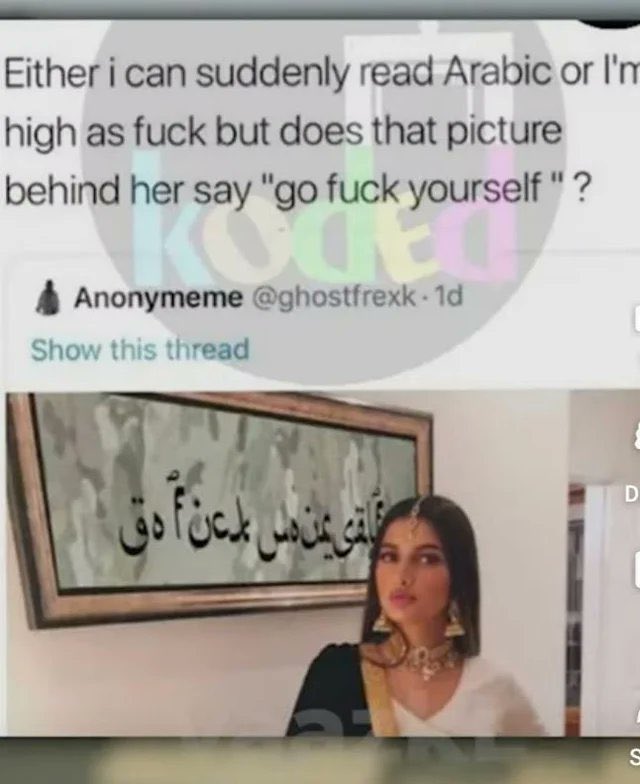 Either i can suddenly read Arabic or I'm
high as fuck but does that picture
behind her say "go fuck yourself " ?
koded
Anonymeme @ghostfrexk · 1d
Show this thread
go fuck yourself
D
S